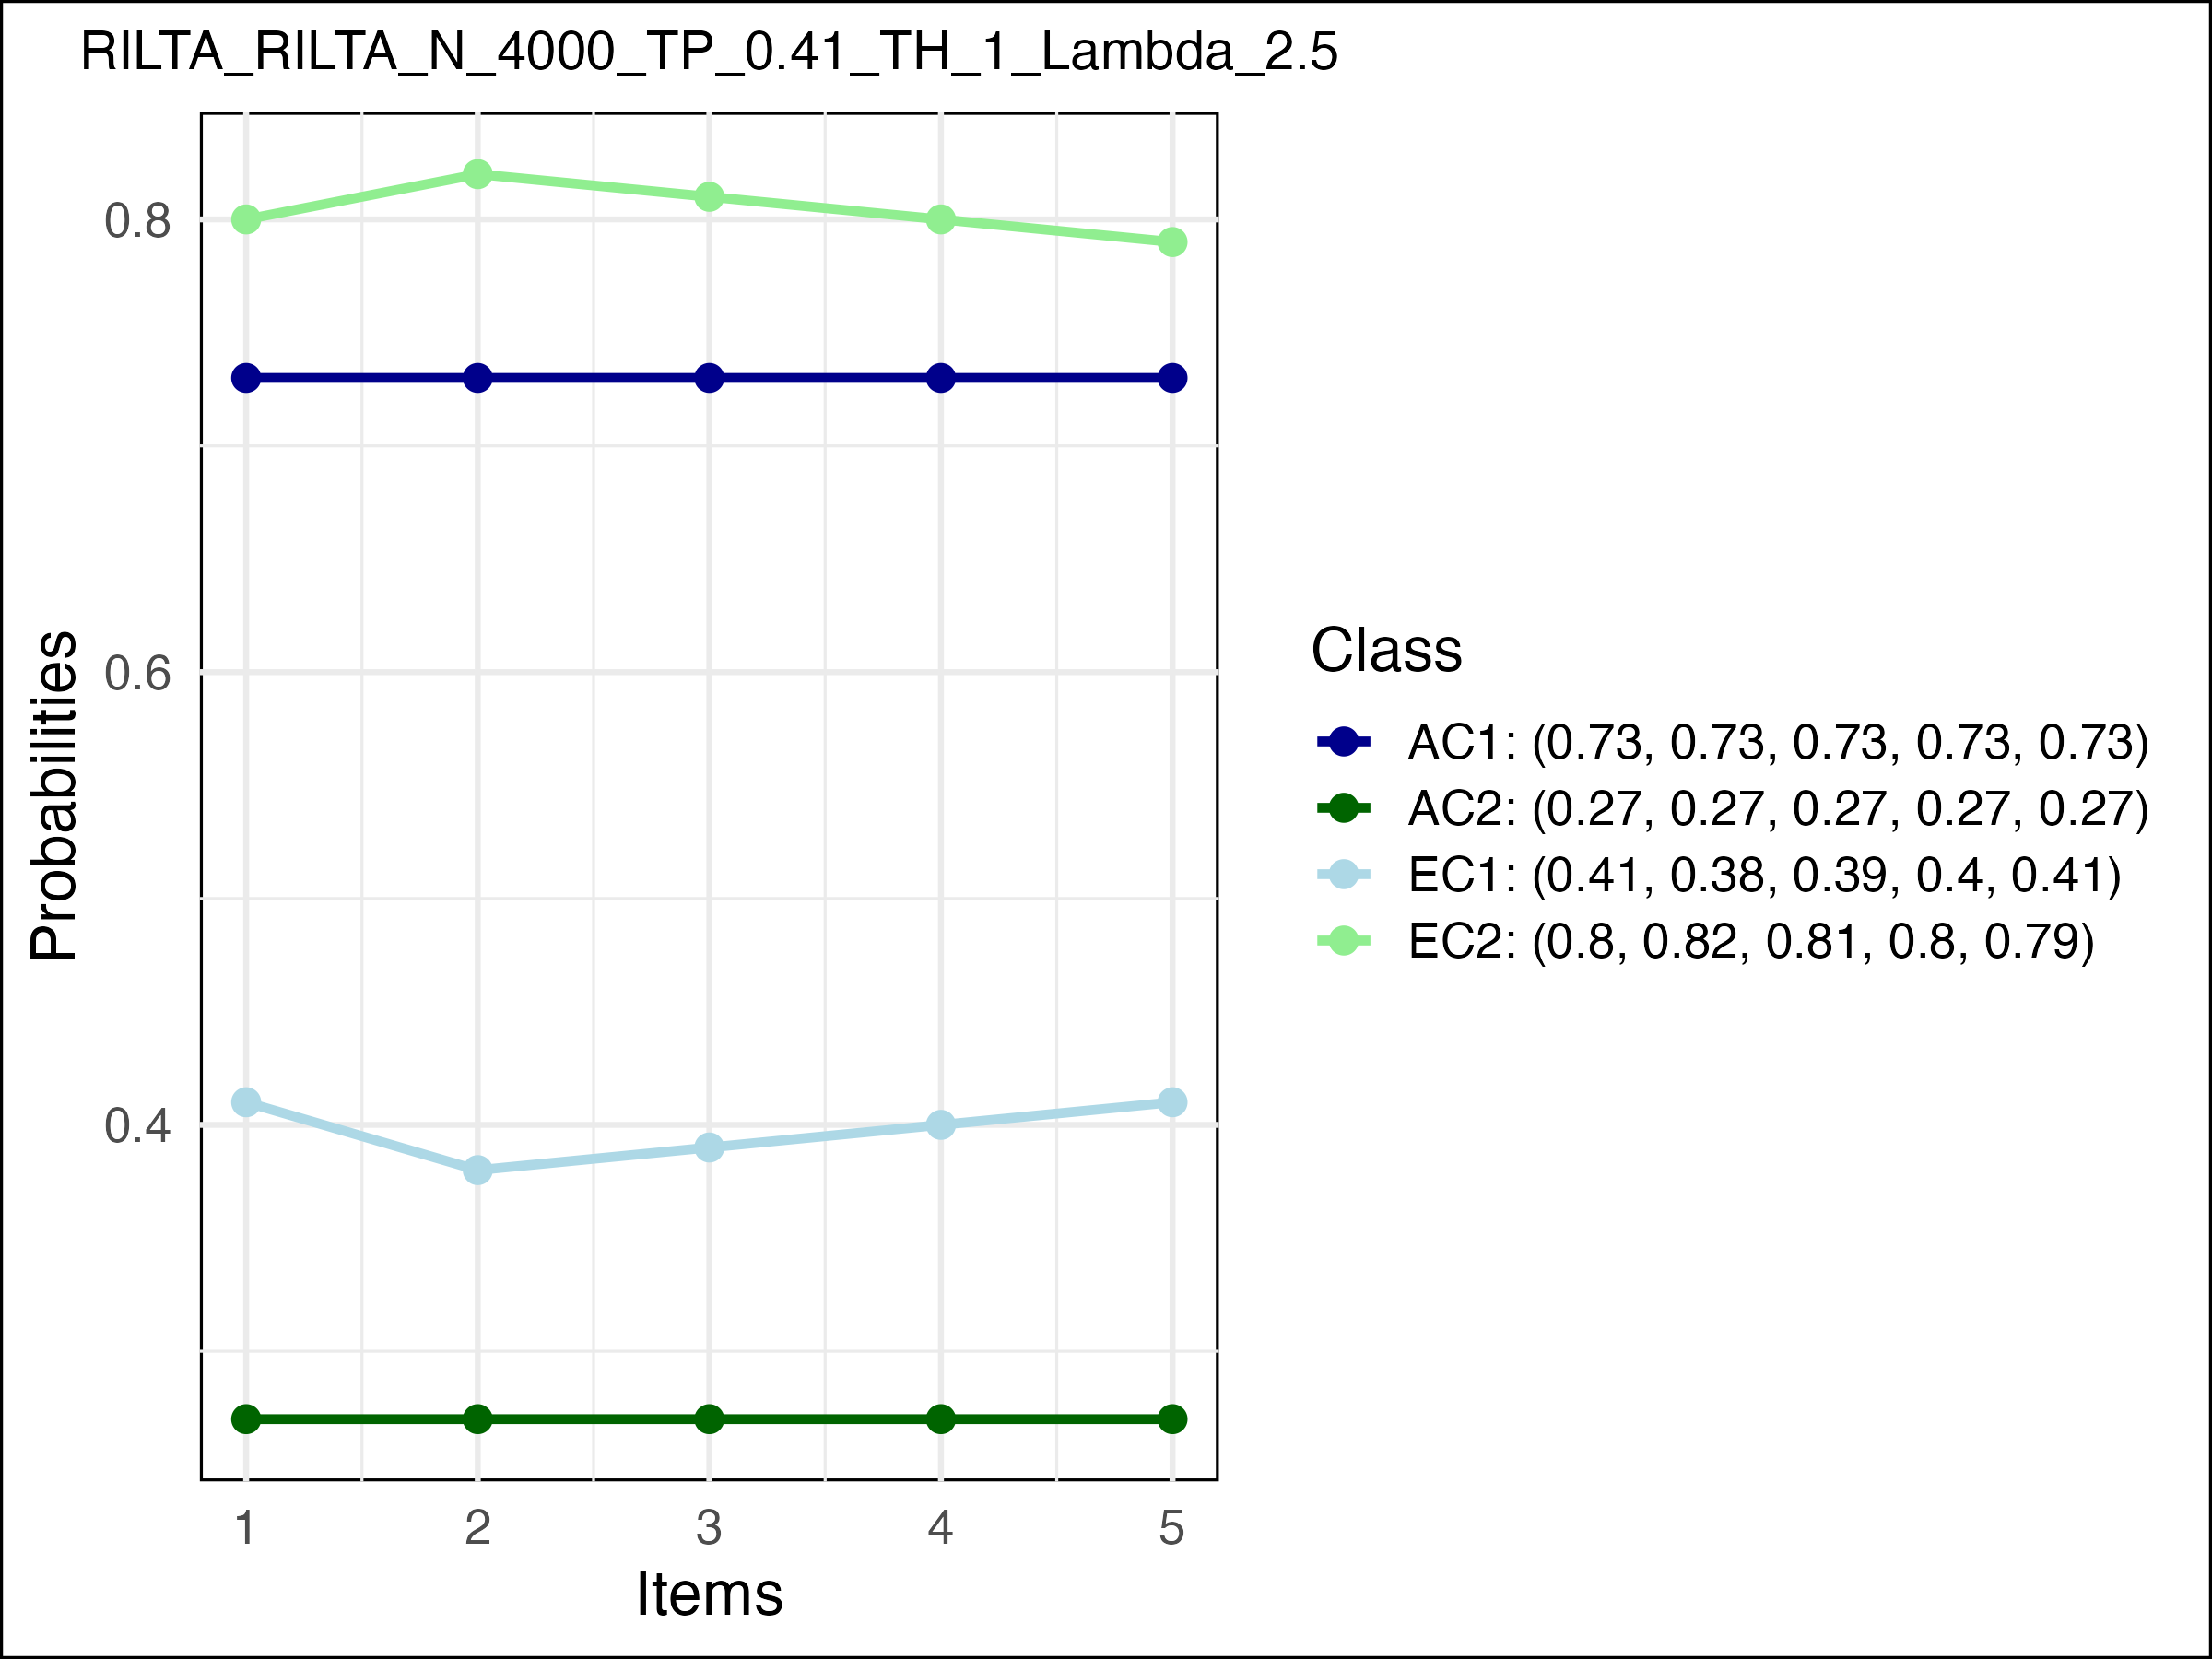 RILTA_RILTA_N_4000_TP_0.41_TH_1_Lambda_2.5
Probabilities
0.8
0.6
0.4
1 2 3 4 5
Items
Class
AC1: (0.73, 0.73, 0.73, 0.73, 0.73)
AC2: (0.27, 0.27, 0.27, 0.27, 0.27)
EC1: (0.41, 0.38, 0.39, 0.4, 0.41)
EC2: (0.8, 0.82, 0.81, 0.8, 0.79)